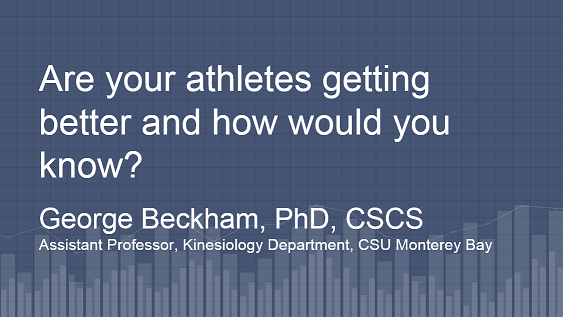 Are your athletes getting
better and how would you
know?
George Beckham, PhD, CSCS
Assistant Professor, Kinesiology Department, CSU Monterey Bay